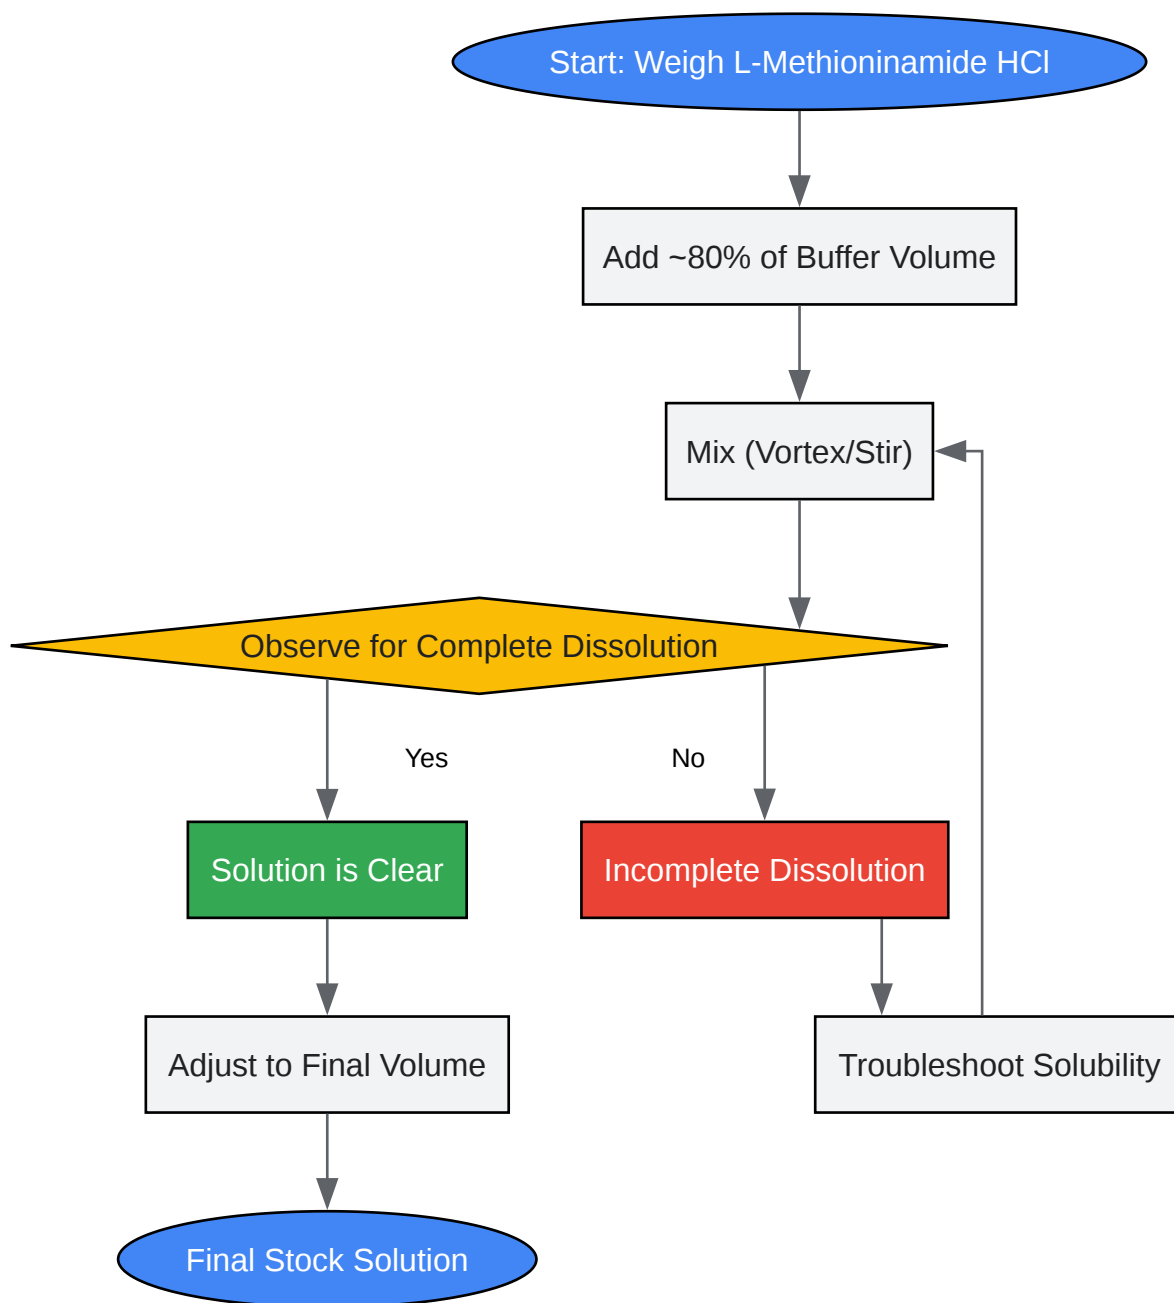 Start: Weigh L-Methioninamide HCl
Add ~80% of Buffer Volume
Mix (Vortex/Stir)
Observe for Complete Dissolution
Yes
No
Solution is Clear
Incomplete Dissolution
Adjust to Final Volume
Troubleshoot Solubility
Final Stock Solution